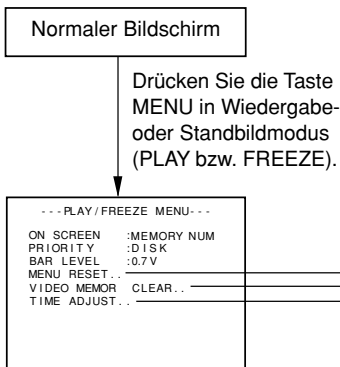 Normaler Bildschirm
Drücken Sie die Taste
MENU in Wiedergabe-
oder Standbildmodus
(PLAY bzw. FREEZE).
---PLAY/FREEZE MENU---
ON SCREEN :MEMORY NUM
PRIORITY :DISK
BAR LEVEL :0.7V
MENU RESET..
VIDEO MEMOR CLEAR..
TIME ADJUST..